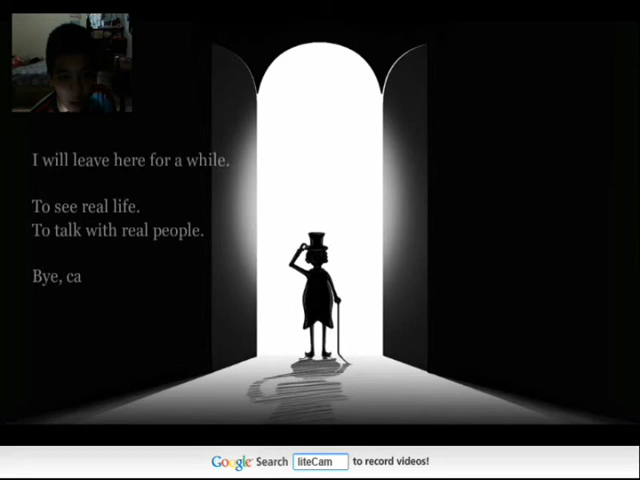 I will leave here for a while.
To see real life.
To talk with real people.
Bye, ca
Google Search liteCam to record videos!